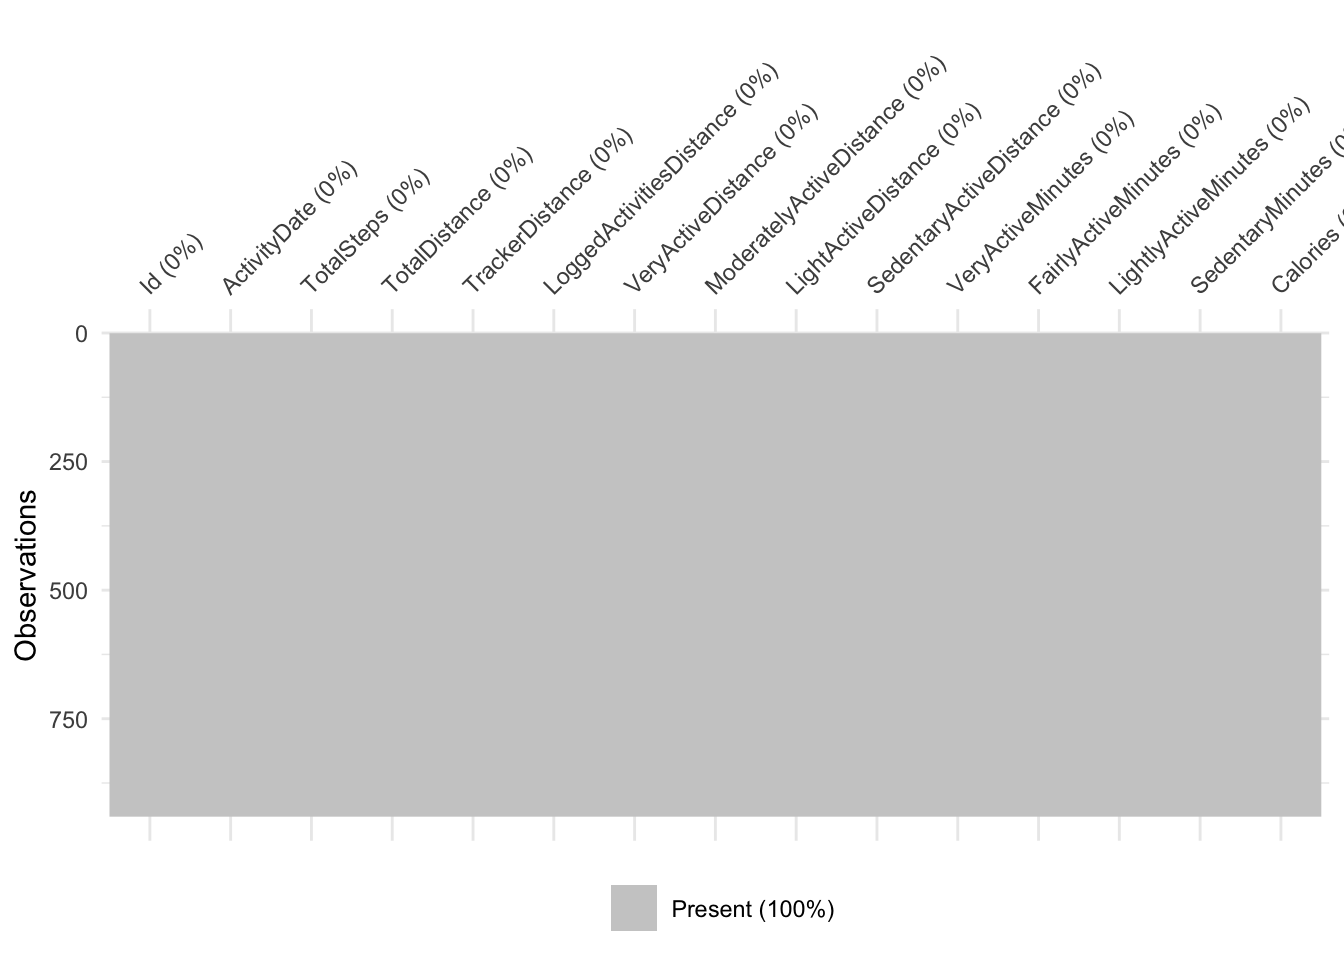 Id (0%)
ActivityDate (0%)
TotalSteps (0%)
TotalDistance (0%)
TrackerDistance (0%)
LoggedActivitiesDistance (0%)
VeryActiveDistance (0%)
ModeratelyActiveDistance (0%)
LightActiveDistance (0%)
SedentaryActiveDistance (0%)
VeryActiveMinutes (0%)
FairlyActiveMinutes (0%)
LightlyActiveMinutes (0%)
SedentaryMinutes (0%
Calories (
0
250
500
750
Observations
Present (100%)